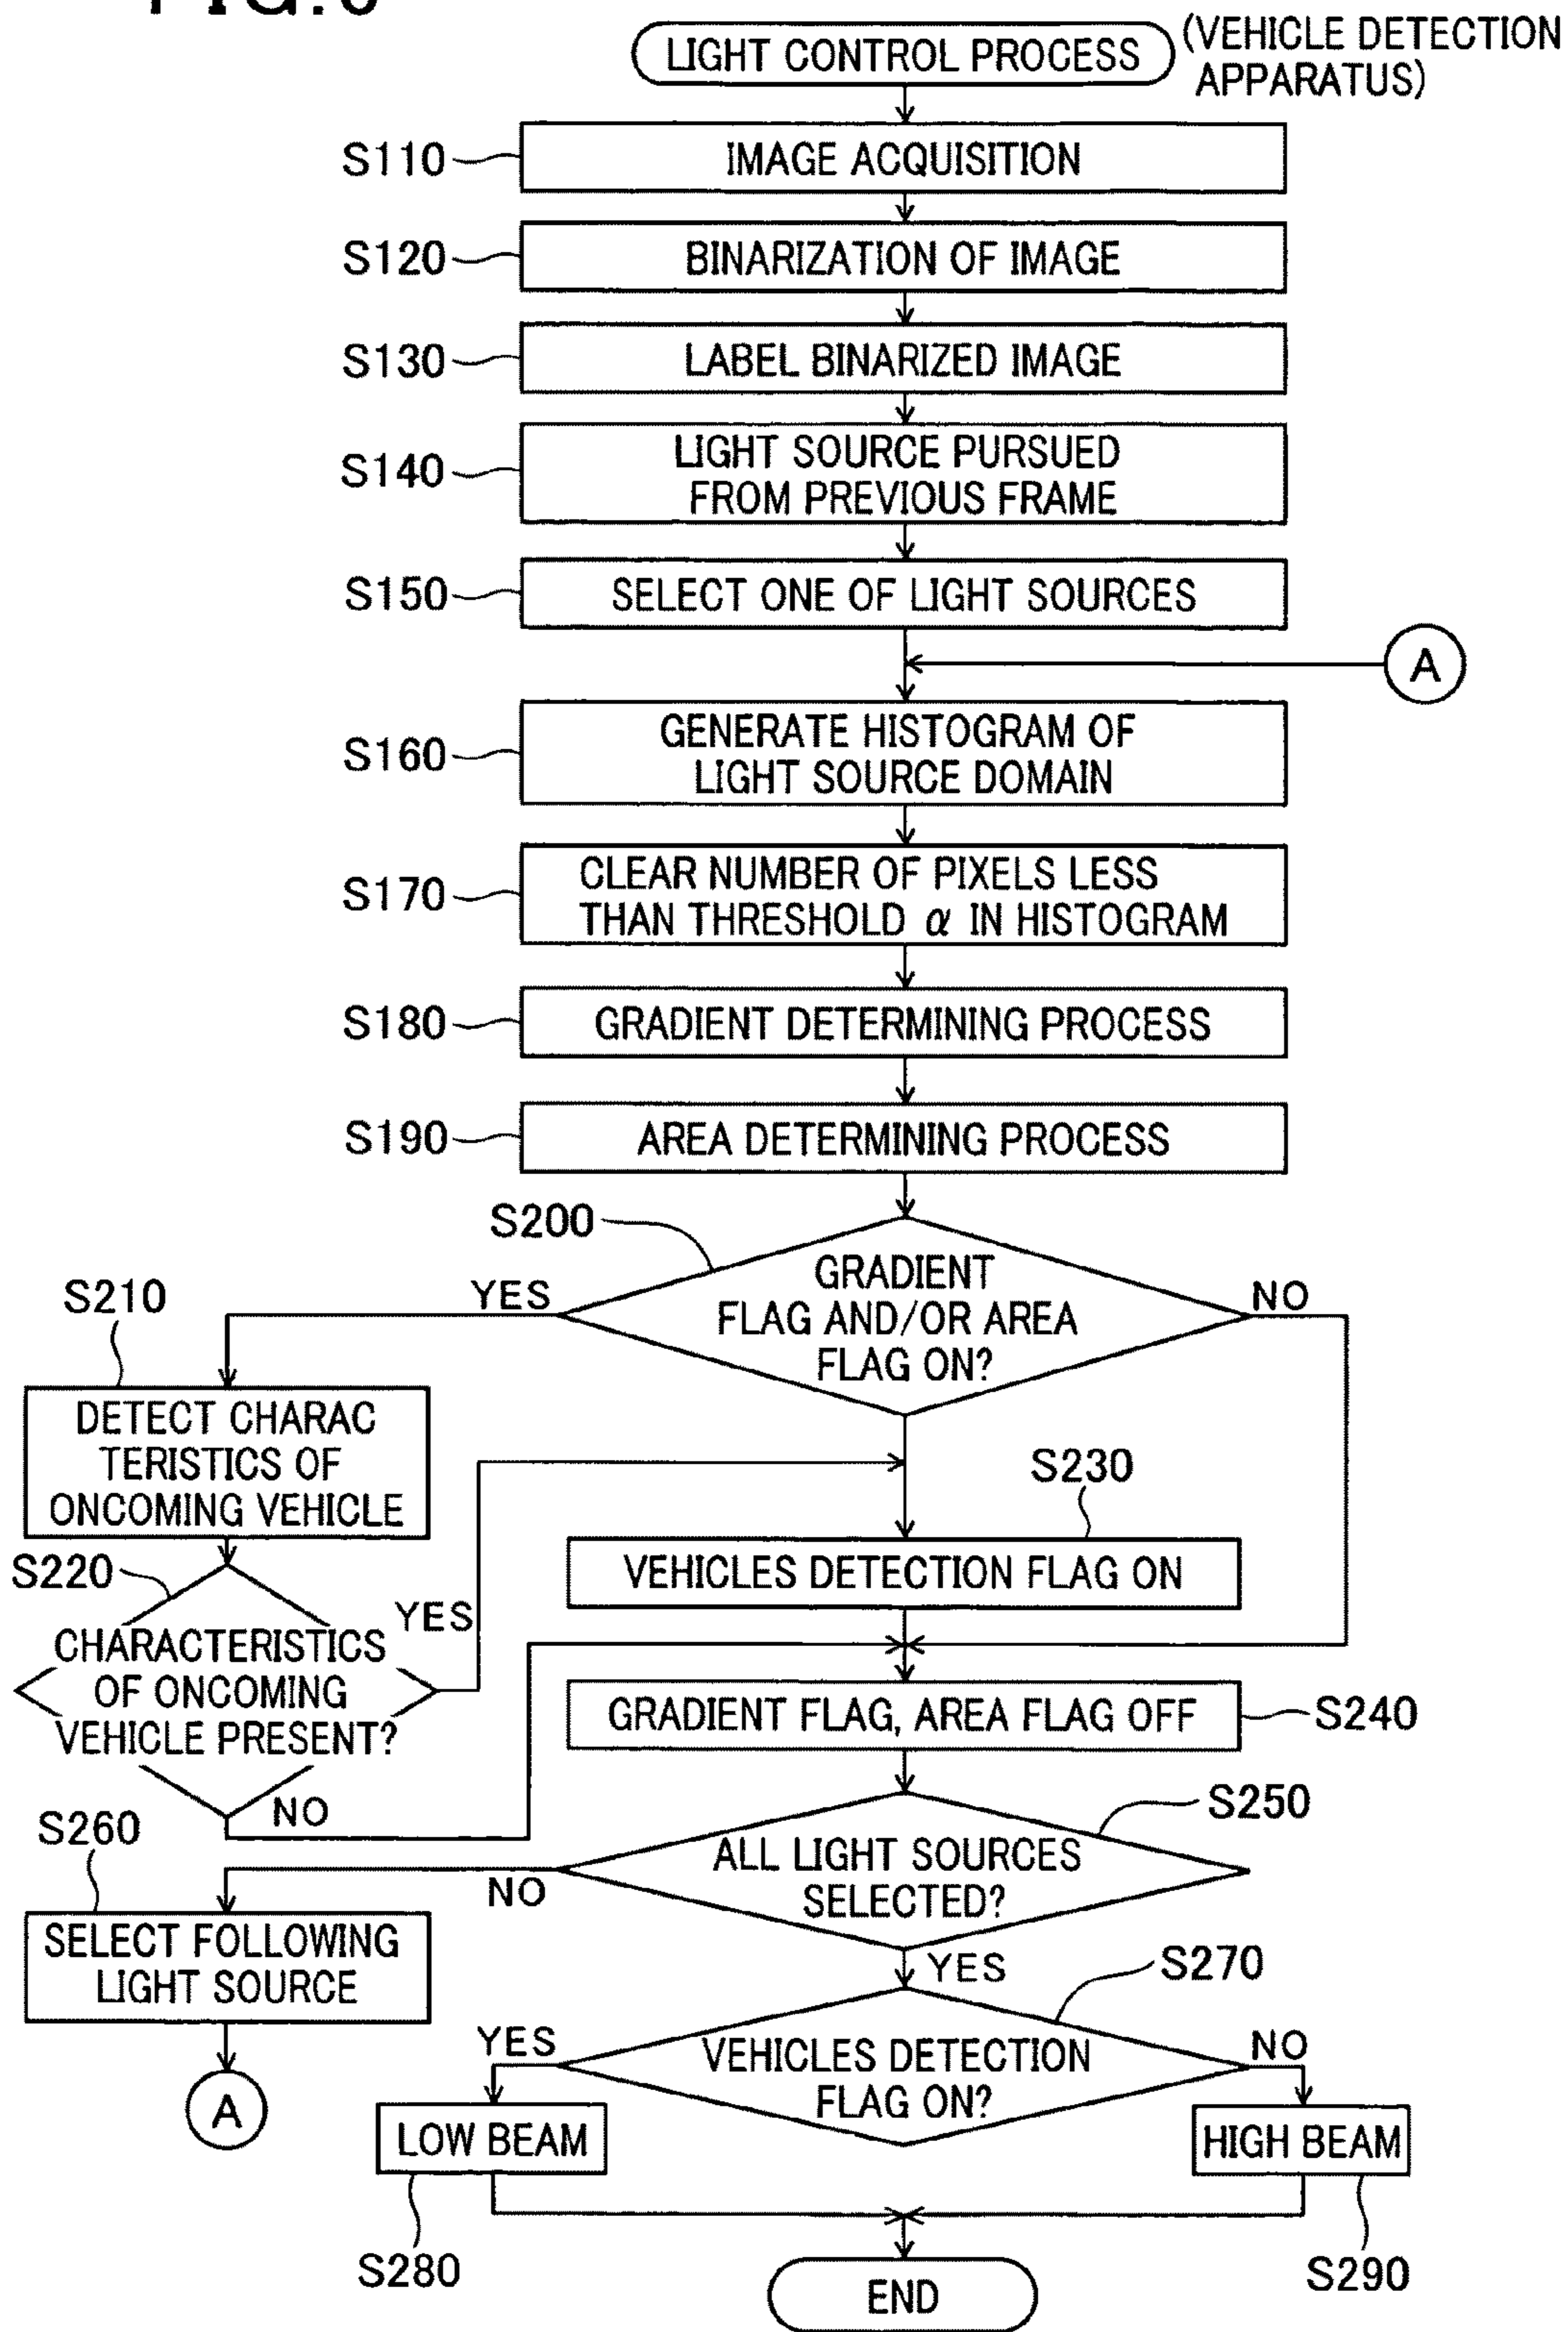 LIGHT CONTROL PROCESS
(VEHICLE DETECTION
APPARATUS)
S110
IMAGE ACQUISITION
S120
BINARIZATION OF IMAGE
S130
LABEL BINARIZED IMAGE
S140
LIGHT SOURCE PURSUED
FROM PREVIOUS FRAME
S150
SELECT ONE OF LIGHT SOURCES
A
S160
GENERATE HISTOGRAM OF
LIGHT SOURCE DOMAIN
S170
CLEAR NUMBER OF PIXELS LESS
THAN THRESHOLD α IN HISTOGRAM
S180
GRADIENT DETERMINING PROCESS
S190
AREA DETERMINING PROCESS
S200
GRADIENT
FLAG AND/OR AREA
FLAG ON?
YES
NO
S210
DETECT CHARAC
TERISTICS OF
ONCOMING VEHICLE
S230
VEHICLES DETECTION FLAG ON
S220
CHARACTERISTICS
OF ONCOMING
VEHICLE PRESENT?
YES
NO
GRADIENT FLAG, AREA FLAG OFF
S240
S250
ALL LIGHT SOURCES
SELECTED?
NO
YES
S260
SELECT FOLLOWING
LIGHT SOURCE
A
S270
VEHICLES DETECTION
FLAG ON?
YES
NO
LOW BEAM
HIGH BEAM
S280
S290
END